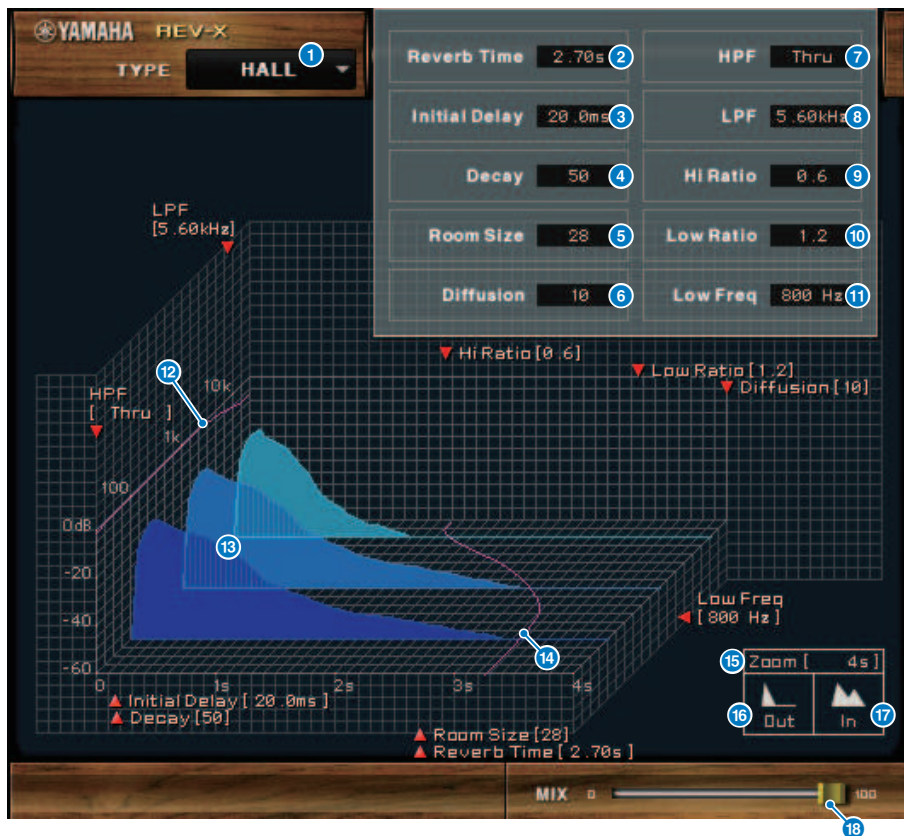 YAMAHA REV-X
TYPE HALL 1
Reverb Time 2.70s 2
HPF Thru 7
Initial Delay 20.0ms 3
LPF 5.60kHz 8
Decay 50 4
Hi Ratio 0.6 9
Room Size 28 5
Low Ratio 1.2 10
Diffusion 10 6
Low Freq 800 Hz 11
LPF
[5.60kHz]
Hi Ratio[0.6]
Low Ratio[1.2]
Diffusion[10]
12
10k
HPF
[ Thru ]
1k
100
0dB
13
-20
-40
-60
Low Freq
[800 Hz]
14
0 1s 2s 3s 4s
Initial Delay[20.0ms]
Decay[50]
Room Size[28]
Reverb Time[2.70s]
15 Zoom[ 4s]
16 Out In 17
MIX 0 100
18